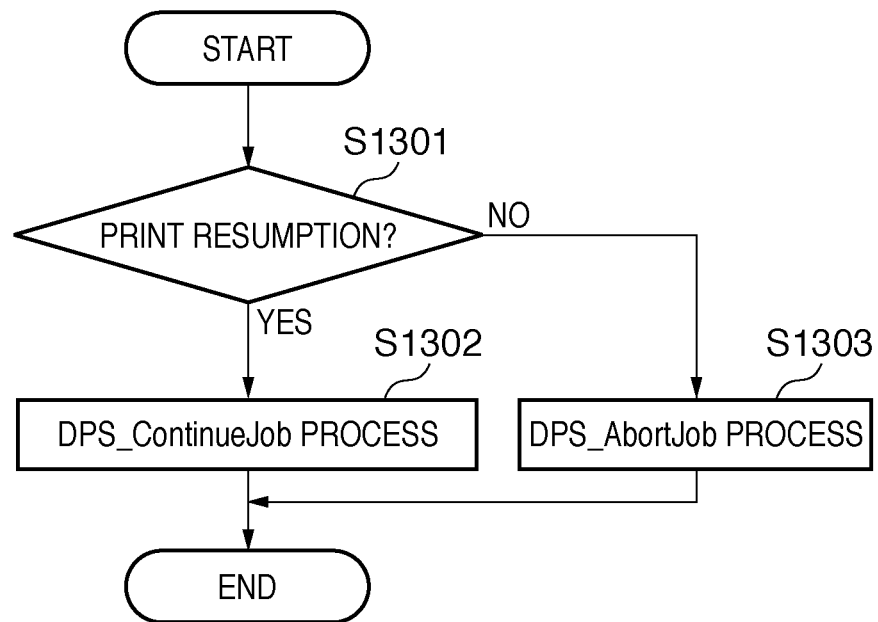 START
S1301
PRINT RESUMPTION?
NO
YES
S1302
S1303
DPS_ContinueJob PROCESS
DPS_AbortJob PROCESS
END